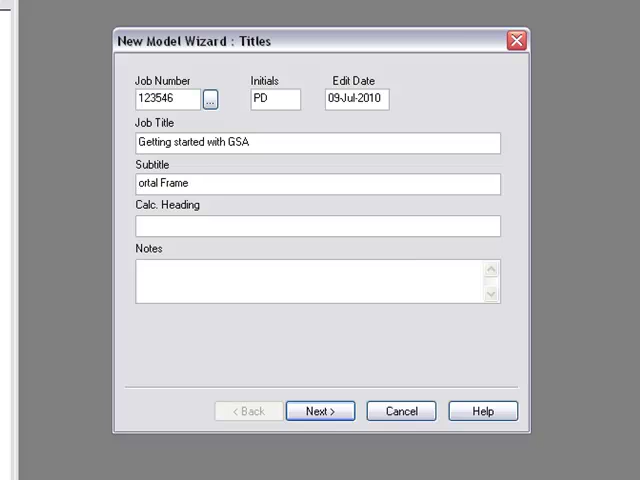 New Model Wizard : Titles
Job Number Initials Edit Date
123546 ... PD 09-Jul-2010
Job Title
Getting started with GSA
Subtitle
ortal Frame
Calc. Heading
Notes
< Back Next > Cancel Help